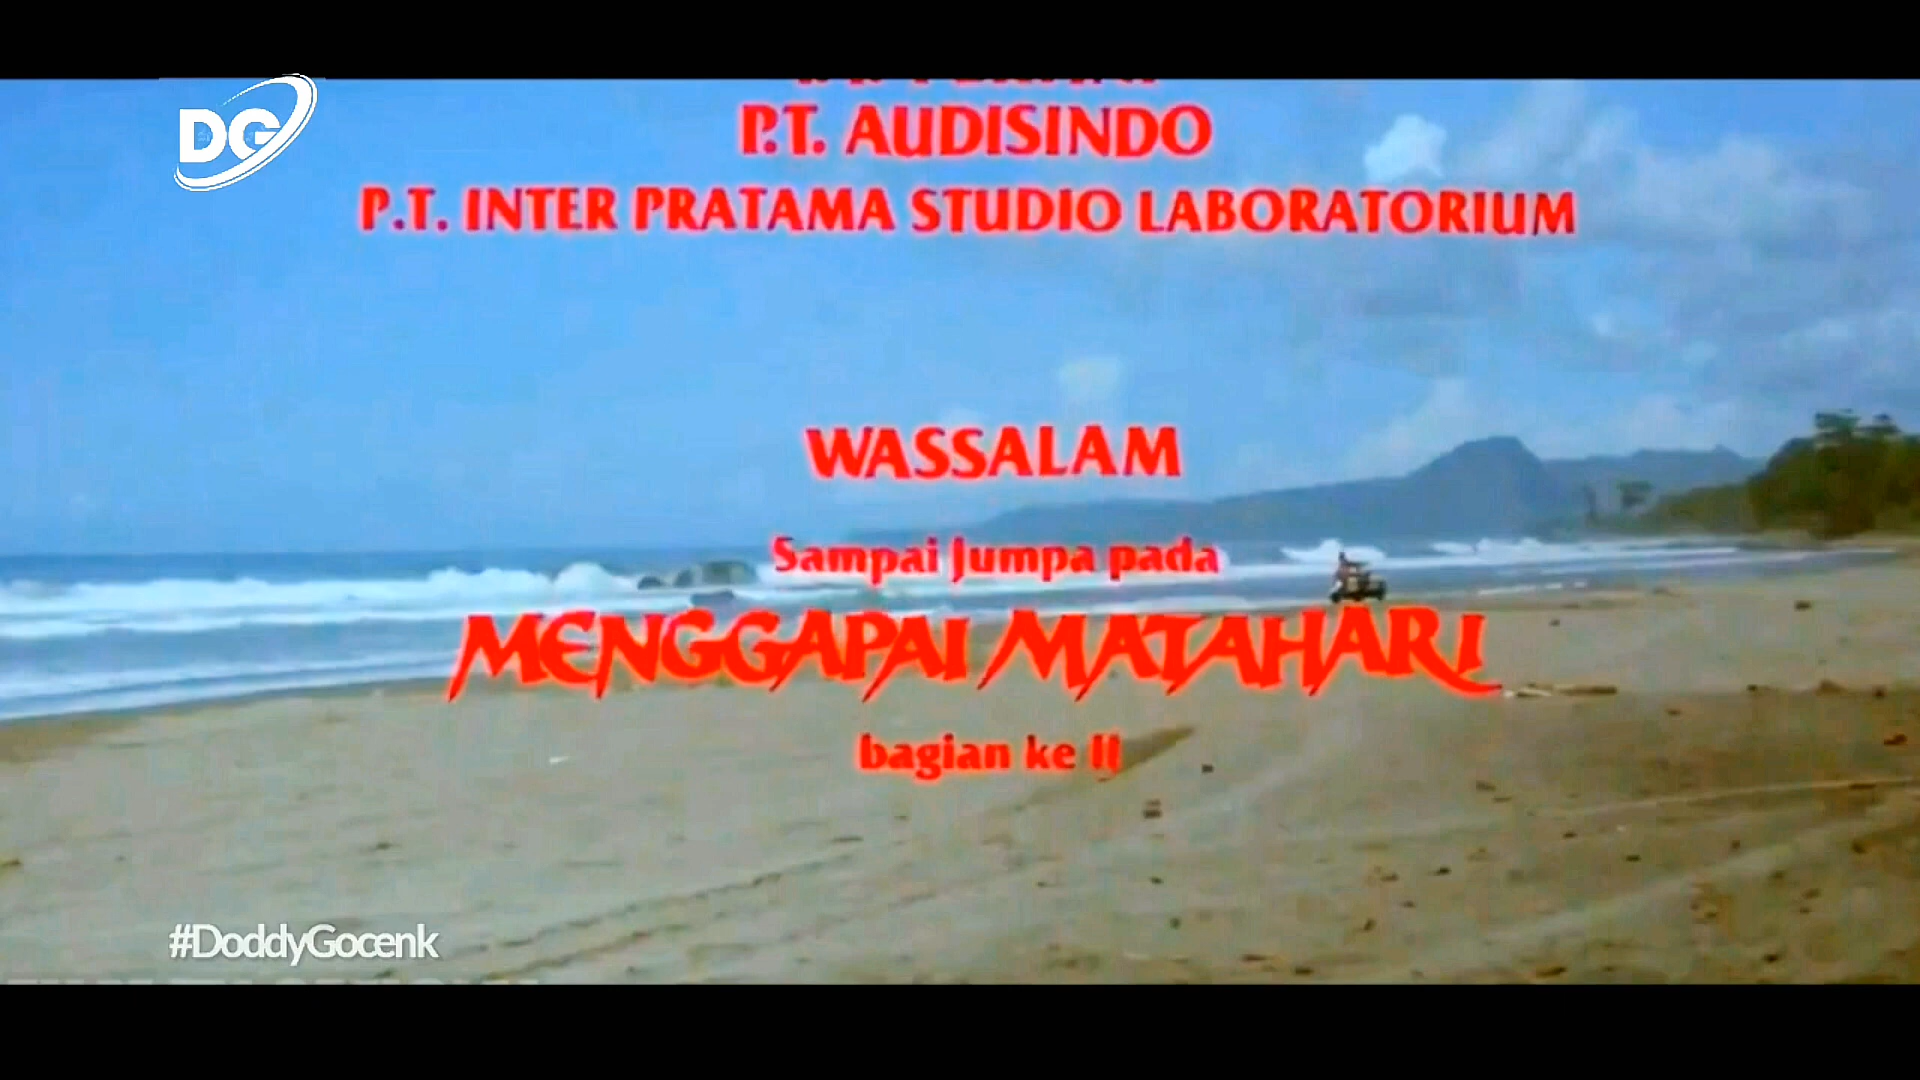 DG
P.T. AUDISINDO
P.T. INTER PRATAMA STUDIO LABORATORIUM
WASSALAM
Sampai Jumpa pada
MENGGAPAI MATAHARI
bagian ke II
#DoddyGocenk